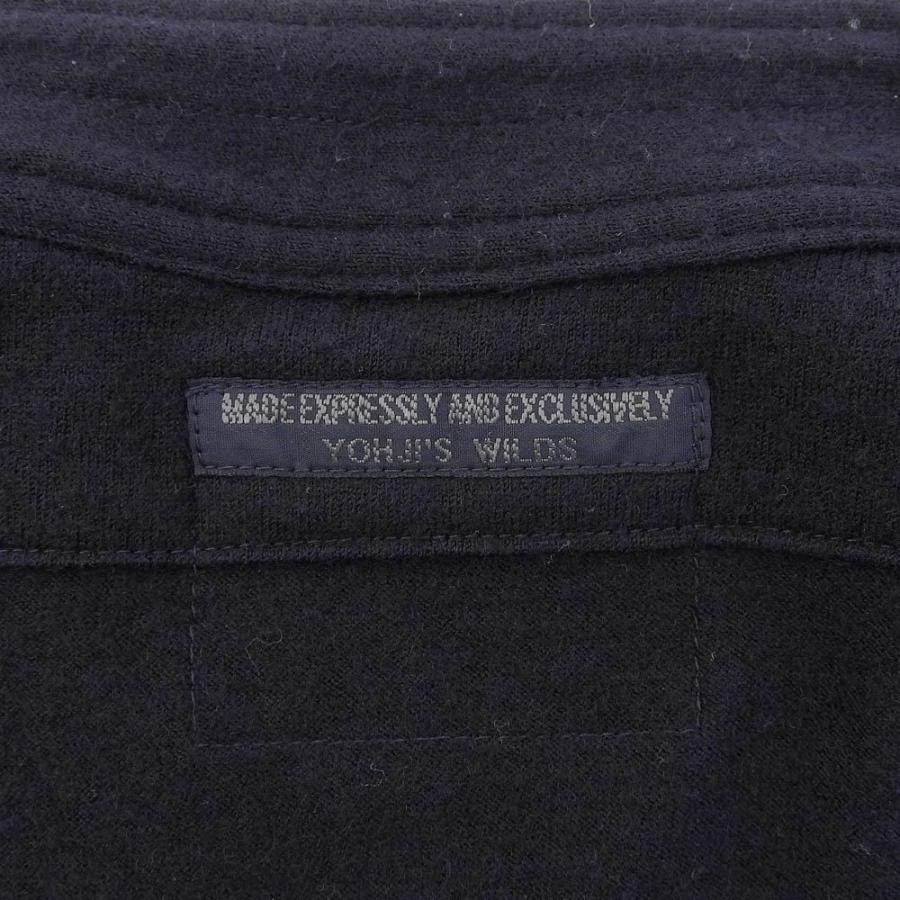 MADE EXPRESSLY AND EXCLUSIVELY
YOHJI'S WILDS